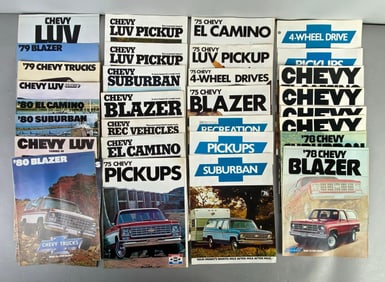 CHEVY
LUV
'79 BLAZER
'79 CHEVY TRUCKS
CHEVY LUV
'80 EL CAMINO
'80 SUBURBAN
CHEVY LUV
'80 BLAZER
CHEVY TRUCKS
CHEVY
LUV PICKUP
CHEVY
LUV PICKUP
CHEVY
SUBURBAN
CHEVY
BLAZER
CHEVY
REC VEHICLES
CHEVY
EL CAMINO
'75 CHEVY
PICKUPS
'75 CHEVY
EL CAMINO
'75 CHEVY
LUV PICKUP
'75 CHEVY
4-WHEEL DRIVES
'75 CHEVY
BLAZER
RECREATION
PICKUPS
SUBURBAN
4-WHEEL DRIVE
PICKUPS
CHEVY
CHEVY
CHEVY
'78 CHEVY
SUBURBAN
'78 CHEVY
BLAZER